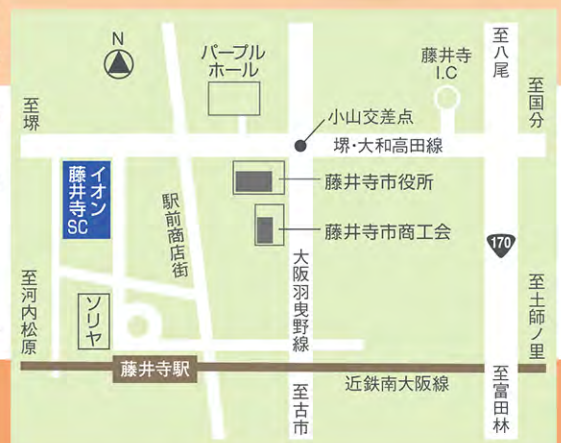 N
パープル
ホール
藤井寺
I.C
至八尾
至堺
至国分
小山交差点
堺・大和高田線
イオン
藤井寺
SC
藤井寺市役所
駅前商店街
藤井寺市商工会
170
大阪羽曳野線
至河内松原
ソリヤ
至土師ノ里
藤井寺駅
近鉄南大阪線
至古市
至富田林